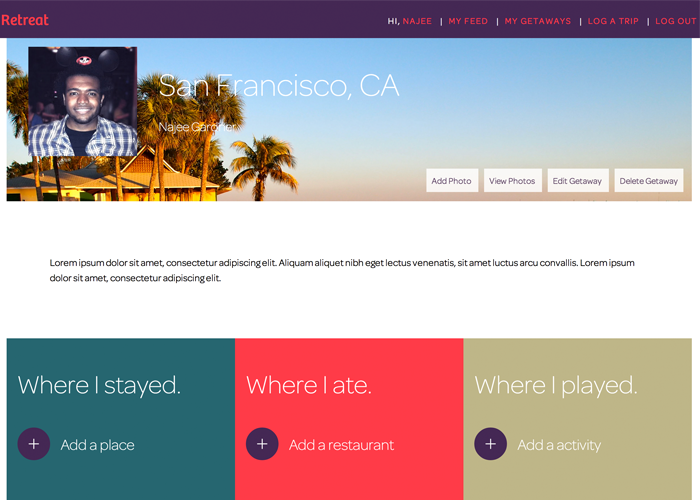 Retreat
HI, NAJEE | MY FEED | MY GETAWAYS | LOG A TRIP | LOG OUT
San Francisco, CA
Najee Gardner
Add Photo
View Photos
Edit Getaway
Delete Getaway
Lorem ipsum dolor sit amet, consectetur adipiscing elit. Aliquam aliquet nibh eget lectus venenatis, sit amet luctus arcu convallis. Lorem ipsum
dolor sit amet, consectetur adipiscing elit.
Where I stayed.
+ Add a place
Where I ate.
+ Add a restaurant
Where I played.
+ Add a activity